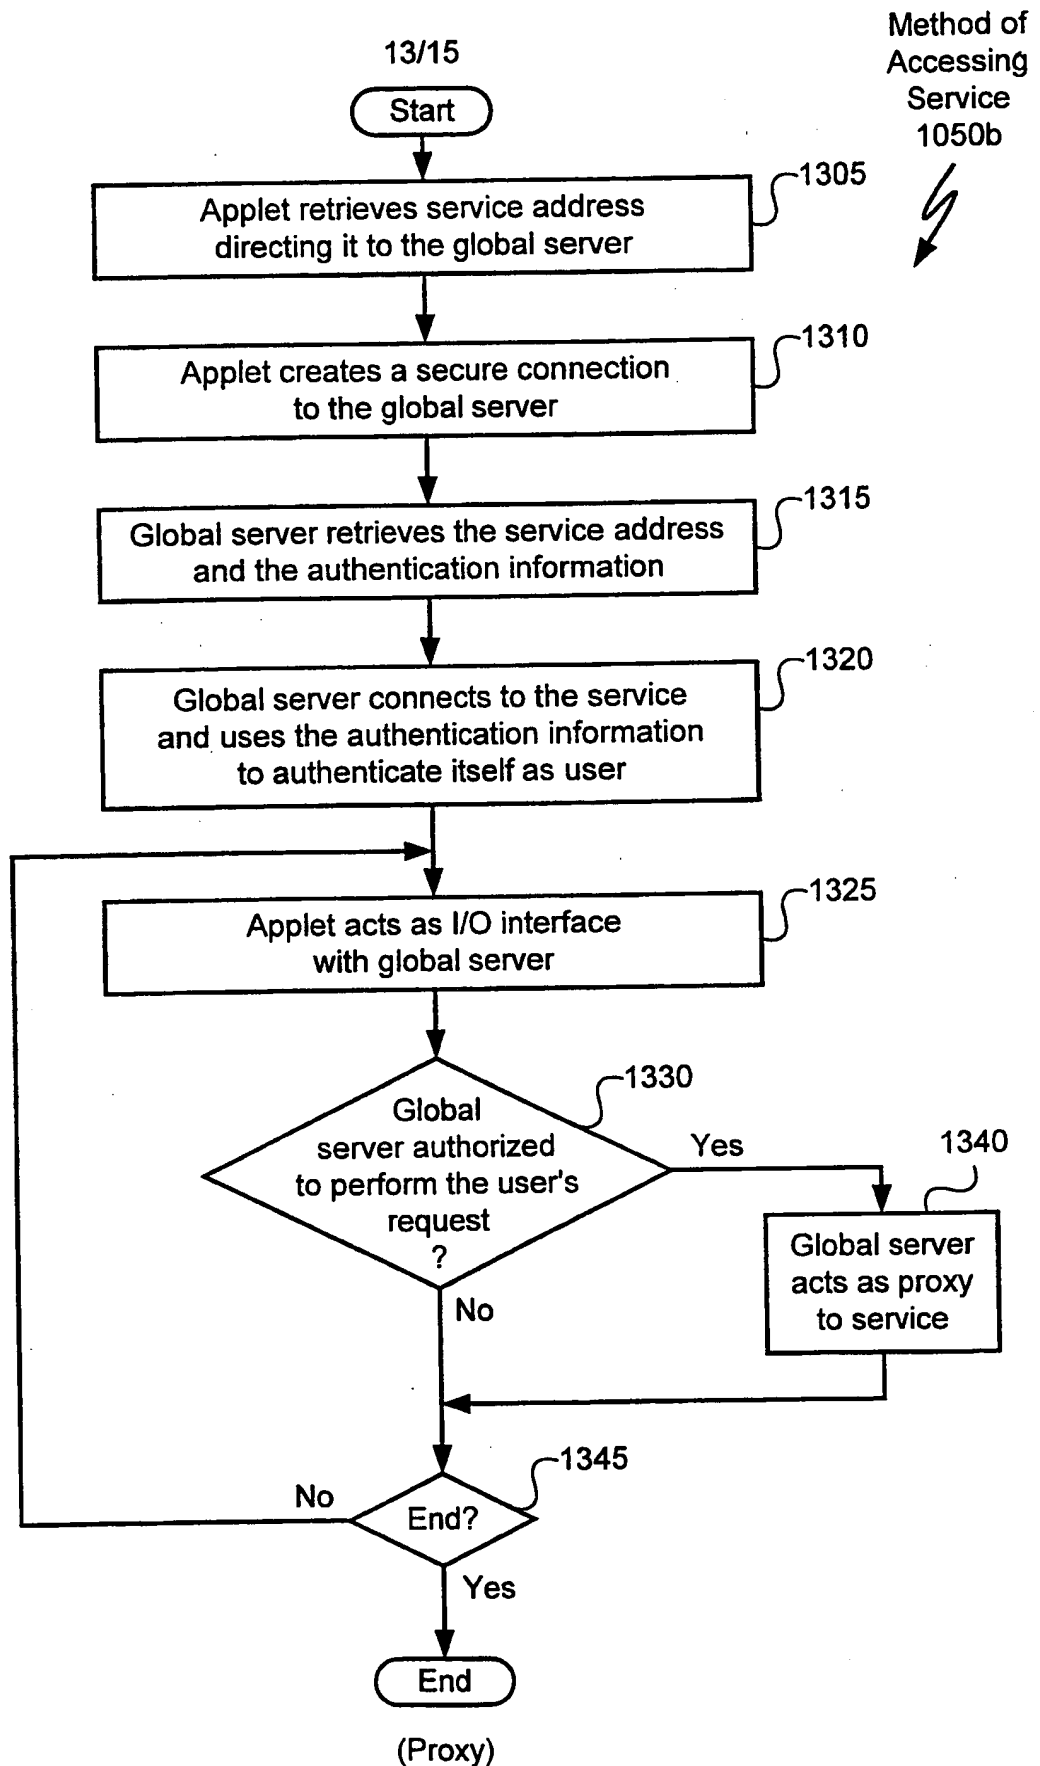 13/15
Method of
Accessing
Service
1050b
Start
1305
Applet retrieves service address
directing it to the global server
1310
Applet creates a secure connection
to the global server
1315
Global server retrieves the service address
and the authentication information
1320
Global server connects to the service
and uses the authentication information
to authenticate itself as user
1325
Applet acts as I/O interface
with global server
1330
Global
server authorized
to perform the user's
request
?
Yes
1340
Global server
acts as proxy
to service
No
1345
No
End?
Yes
End
(Proxy)